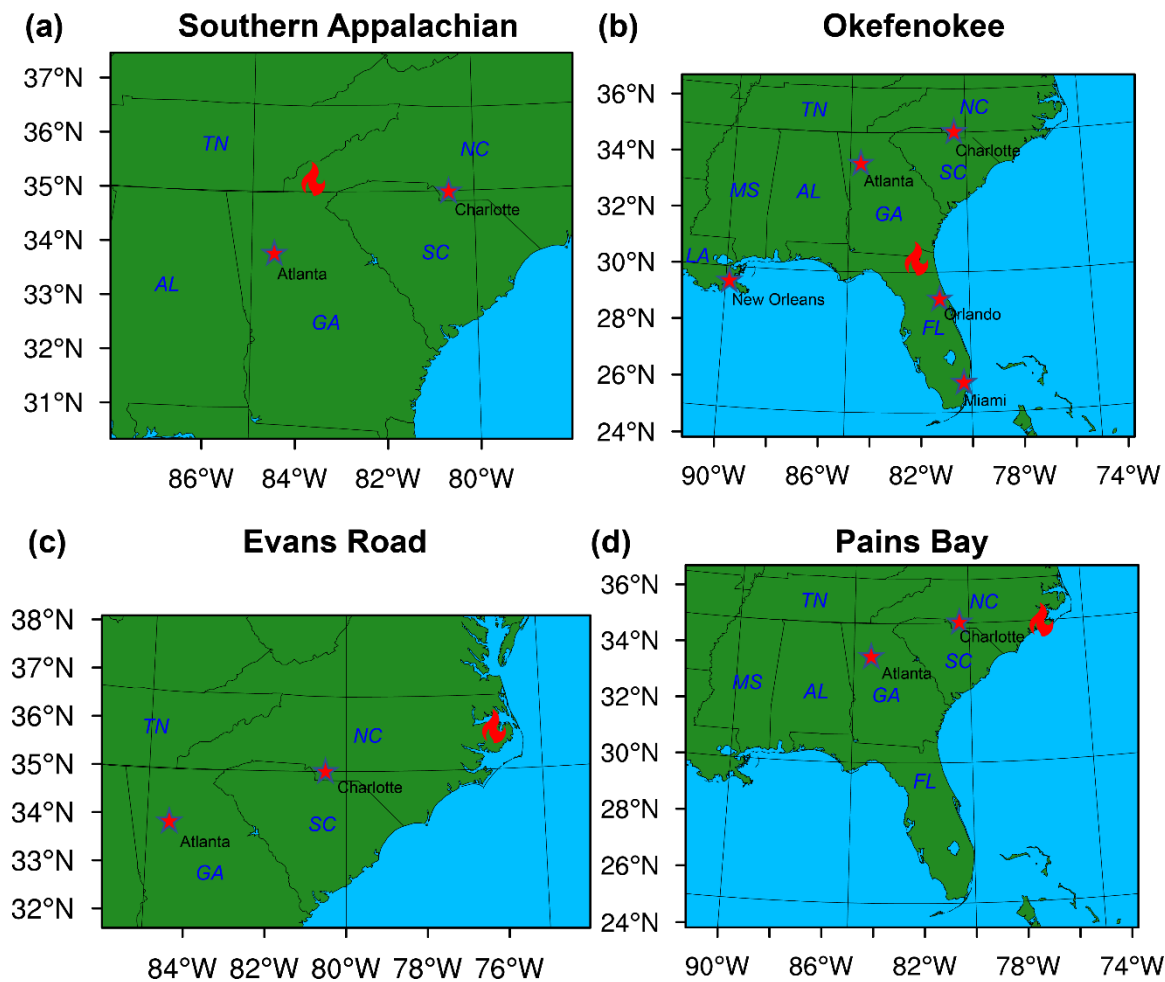 (a) Southern Appalachian
37°N
36°N
35°N
34°N
33°N
32°N
31°N
TN
NC
Charlotte
Atlanta
SC
AL
GA
86°W 84°W 82°W 80°W
(b) Okefenokee
36°N
34°N
32°N
30°N
28°N
26°N
24°N
TN
NC
Charlotte
Atlanta
SC
MS
AL
GA
LA
New Orleans
Orlando
FL
Miami
90°W 86°W 82°W 78°W 74°W
(c) Evans Road
38°N
37°N
36°N
35°N
34°N
33°N
32°N
TN
NC
Charlotte
SC
Atlanta
GA
84°W 82°W 80°W 78°W 76°W
(d) Pains Bay
36°N
34°N
32°N
30°N
28°N
26°N
24°N
TN
NC
Charlotte
SC
Atlanta
MS
AL
GA
FL
90°W 86°W 82°W 78°W 74°W